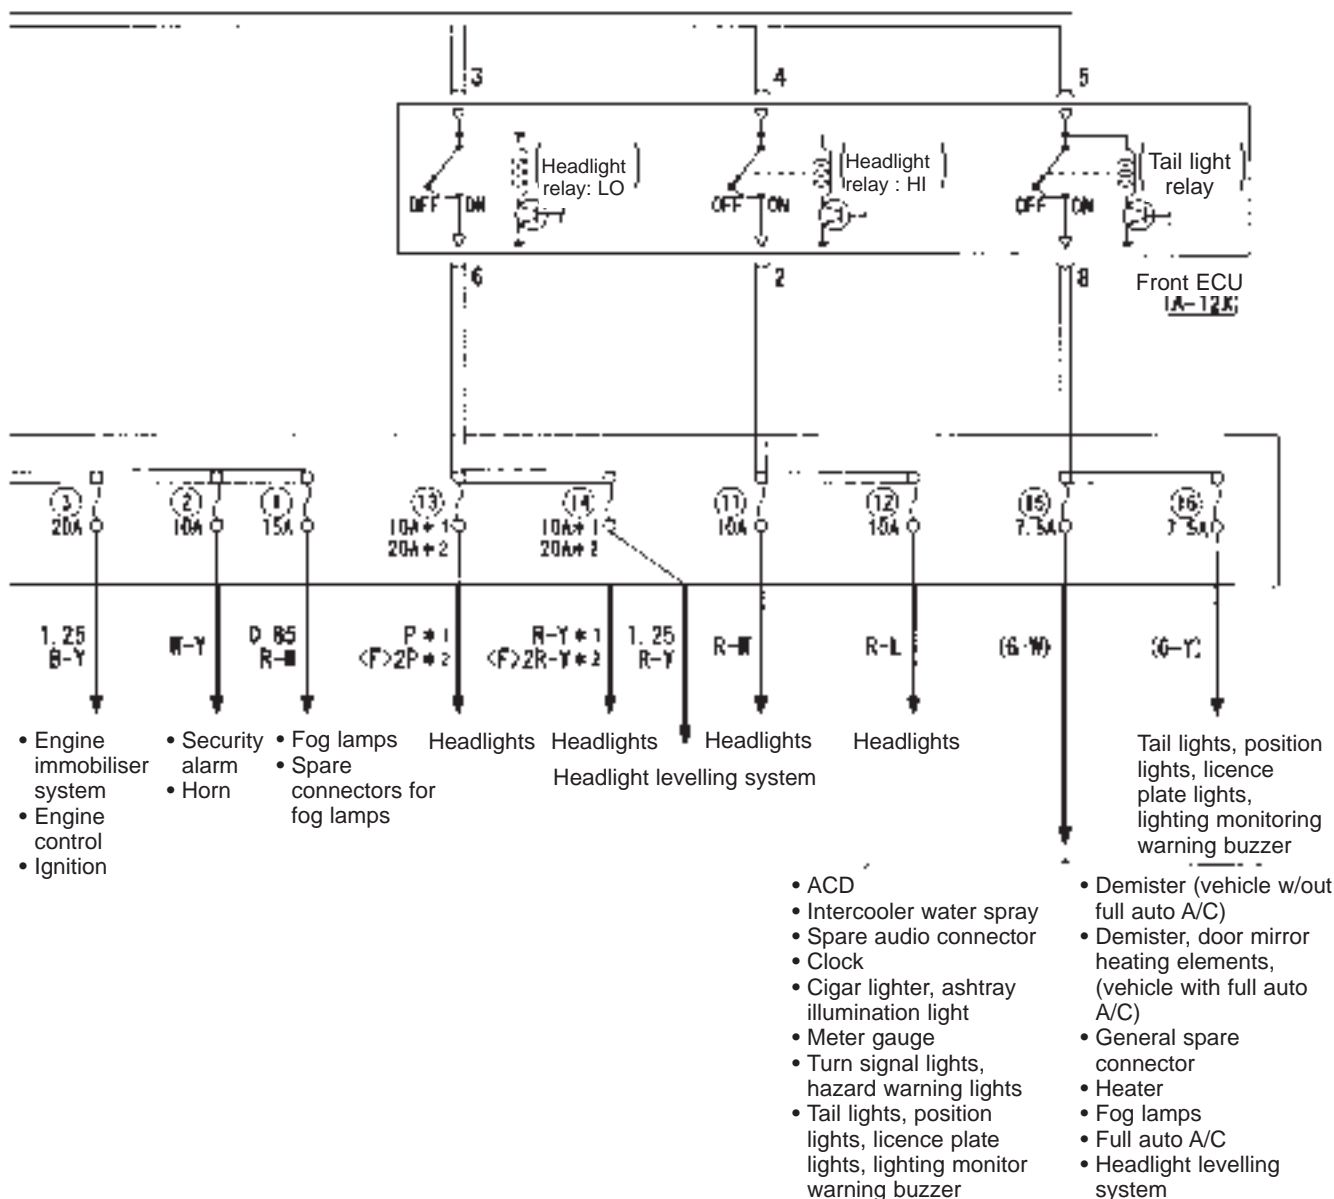 3
4
5
Headlight
relay: LO
Headlight
relay : HI
Tail light
relay
OFF
ON
OFF
ON
OFF
ON
6
2
8
Front ECU
3
20A
2
10A
15A
13
10A*1
20A*2
14
10A*1
20A*2
11
10A
12
10A
7.5A
7.5A
1.25
B-Y
W-Y
0.85
P*1
<F>2P*2
R-Y*1
<F>2R-Y*2
1.25
R-Y
R-W
R-L
• Engine
immobiliser
system
• Engine
control
• Ignition
• Security
alarm
• Horn
• Fog lamps
• Spare
connectors for
fog lamps
Headlights
Headlights
Headlights
Headlights
Headlight levelling system
Tail lights, position
lights, licence
plate lights,
lighting monitoring
warning buzzer
• ACD
• Intercooler water spray
• Spare audio connector
• Clock
• Cigar lighter, ashtray
illumination light
• Meter gauge
• Turn signal lights,
hazard warning lights
• Tail lights, position
lights, licence plate
lights, lighting monitor
warning buzzer
• Demister (vehicle w/out
full auto A/C)
• Demister, door mirror
heating elements,
(vehicle with full auto
A/C)
• General spare
connector
• Heater
• Fog lamps
• Full auto A/C
• Headlight levelling
system